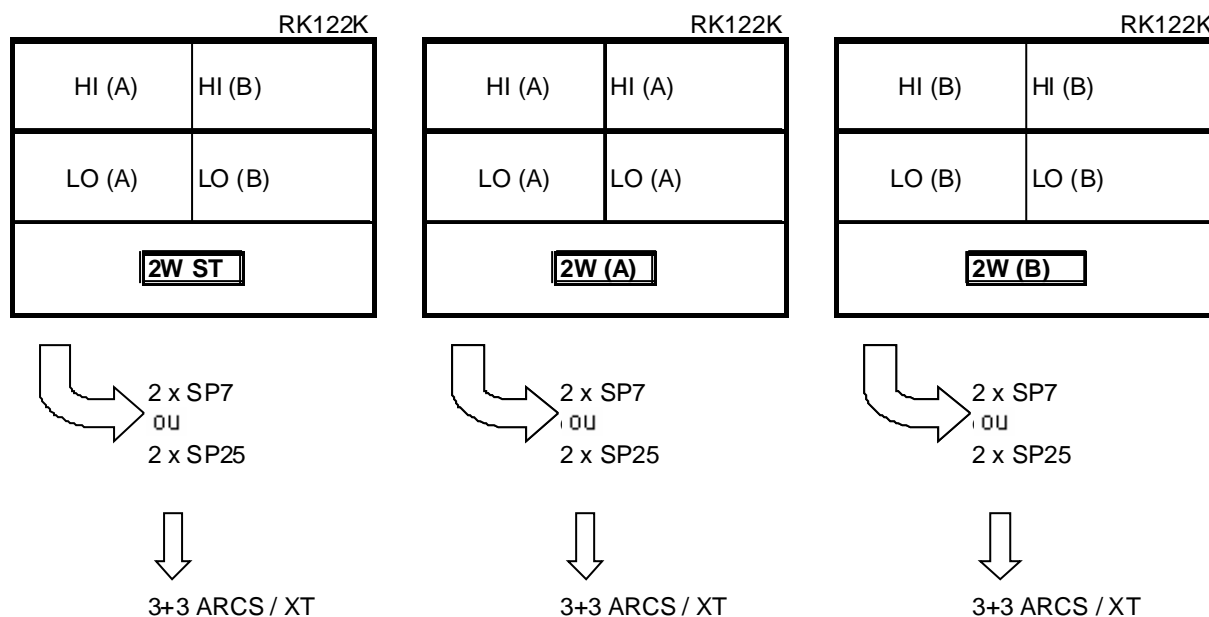 RK122K RK122K RK122K
HI (A) HI (B) HI (A) HI (A) HI (B) HI (B)
LO (A) LO (B) LO (A) LO (A) LO (B) LO (B)
2W ST 2W (A) 2W (B)
2 x SP7 2 x SP7 2 x SP7
ou ou ou
2 x SP25 2 x SP25 2 x SP25
3+3 ARCS / XT 3+3 ARCS / XT 3+3 ARCS / XT